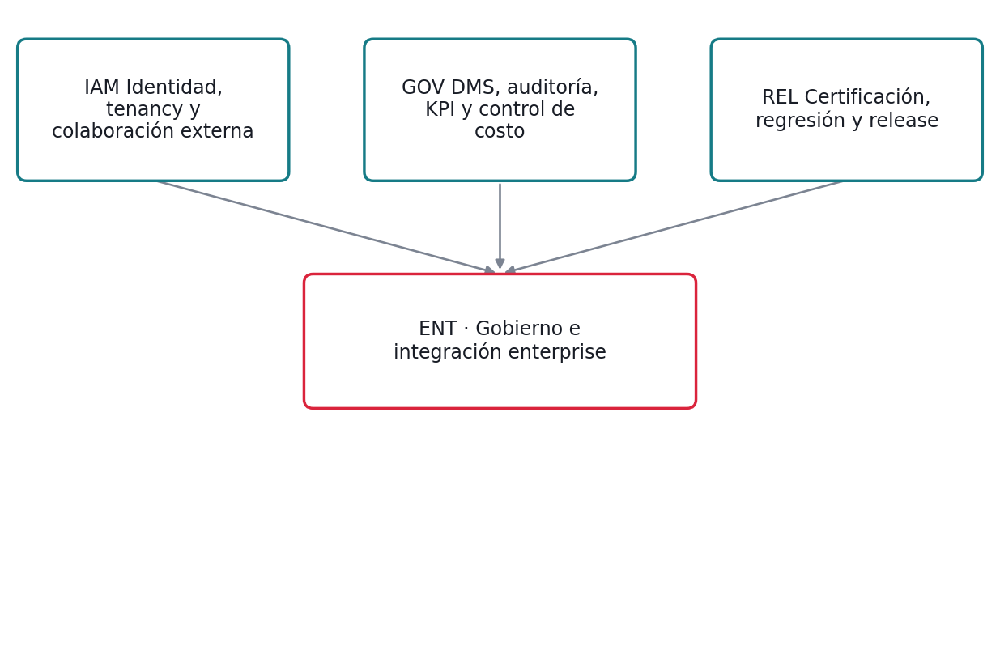 IAM Identidad,
tenancy y
colaboración externa
GOV DMS, auditoría,
KPI y control de
costo
REL Certificación,
regresión y release
ENT · Gobierno e
integración enterprise